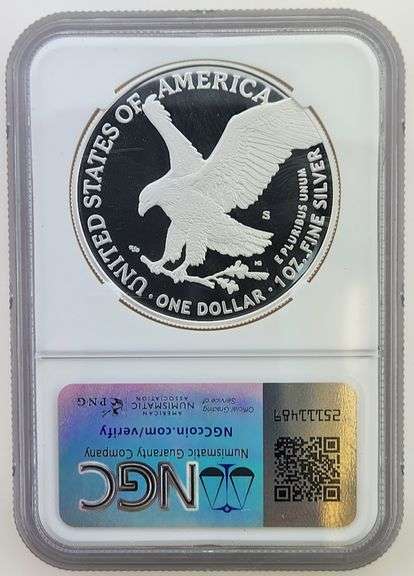 UNITED STATES OF AMERICA
S
E PLURIBUS UNUM
· ONE DOLLAR · 1 OZ. FINE SILVER
NGC
Numismatic Guaranty Company
NGCcoin.com/verify
Official Grading
Service of
AMERICAN
NUMISMATIC
ASSOCIATION
PNG
25111489